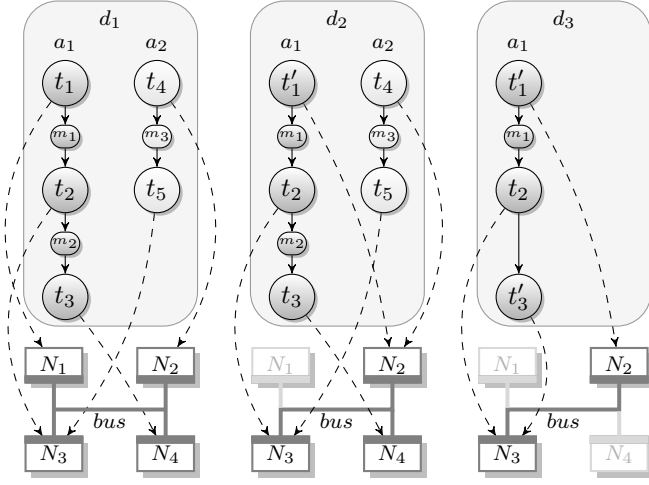 d1 d2 d3
a1 a2 a1 a2 a1
t1 t4 t′1 t4 t′1
m1 m3 m1 m3 m1
t2 t5 t2 t5 t2
m2 m2
t3 t3 t′3
N1 N2 N1 N2 N1 N2
bus bus bus
N3 N4 N3 N4 N3 N4